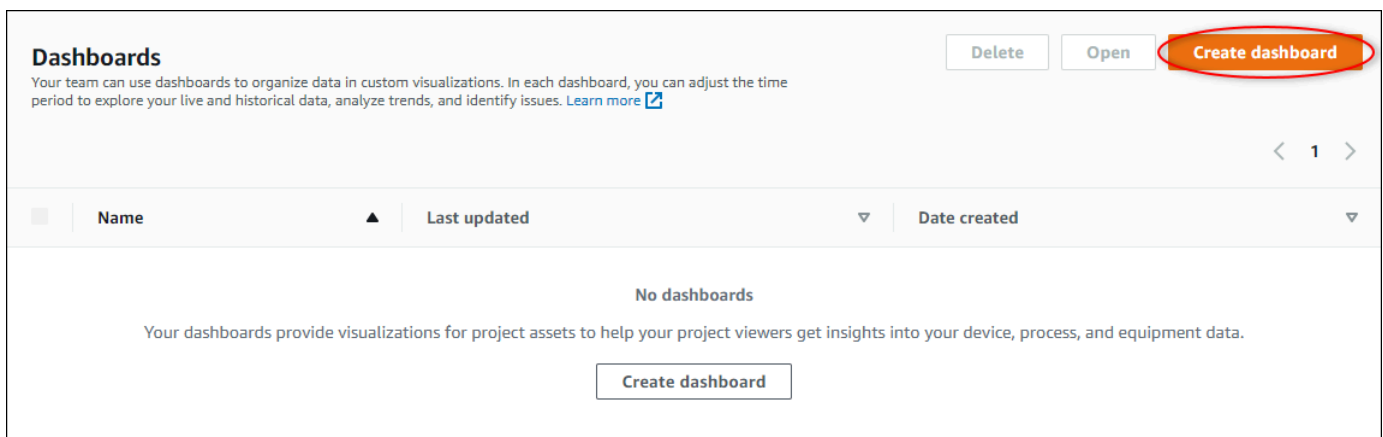 Dashboards
Delete
Open
Create dashboard
Your team can use dashboards to organize data in custom visualizations. In each dashboard, you can adjust the time
period to explore your live and historical data, analyze trends, and identify issues. Learn more
1
Name
Last updated
Date created
No dashboards
Your dashboards provide visualizations for project assets to help your project viewers get insights into your device, process, and equipment data.
Create dashboard